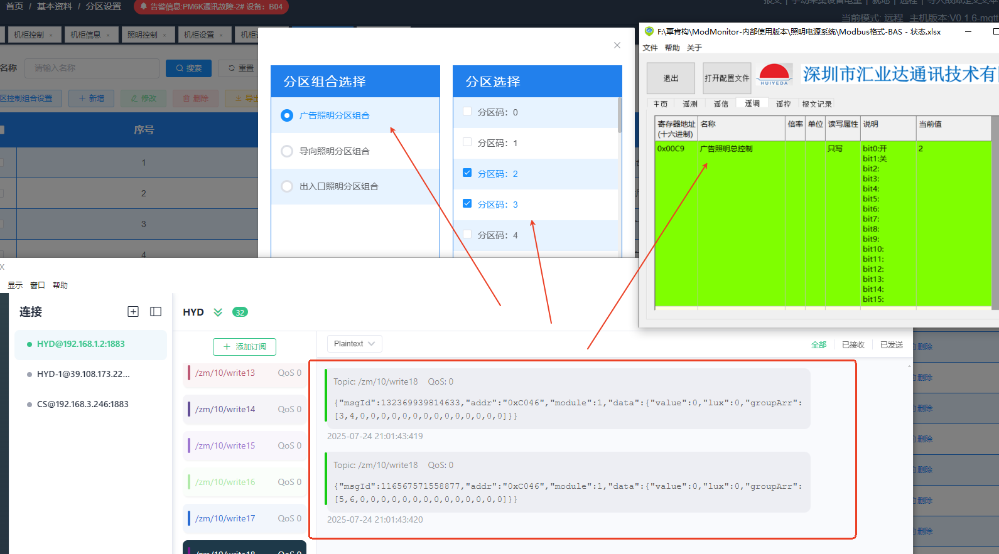 首页 / 基本资料 / 分区设置
告警信息:PM6K通讯故障-2# 设备：B04
报文 | 手动采集设备电量 | 就地 | 远程 | 导入故障定义文本
当前模式: 远程 主机版本:V0.1.6-mqtt
机柜控制 ×
机柜信息 ×
照明控制 ×
机柜设置 ×
名称
请输入名称
搜索
重置
区控制组合设置
新增
修改
删除
序号
1
2
3
4
分区组合选择
广告照明分区组合
导向照明分区组合
出入口照明分区组合
分区选择
分区码：0
分区码：1
分区码：2
分区码：3
分区码：4
F:\覃肯构\ModMonitor-内部使用版本\照明电源系统\Modbus格式-BAS - 状态.xlsx
文件 帮助 关于
退出
打开配置文件
HUIYEDA
深圳市汇业达通讯技术有
主页 遥测 遥信 遥调 遥控 报文记录
寄存器地址(十六进制) 名称 倍率 单位 读写属性 说明 当前值
0x00C9 广告照明总控制 只写 bit0:开 2
bit1:关
bit2:
bit3:
bit4:
bit5:
bit6:
bit7:
bit8:
bit9:
bit10:
bit11:
bit12:
bit13:
bit14:
bit15:
X
显示 窗口 帮助
连接
HYD@192.168.1.2:1883
HYD-1@39.108.173.22...
CS@192.168.3.246:1883
HYD
32
添加订阅
/zm/10/write13 QoS 0
/zm/10/write14 QoS 0
/zm/10/write15 QoS 0
/zm/10/write16 QoS 0
/zm/10/write17 QoS 0
/zm/10/write18 QoS 0
Plaintext
全部 已接收 已发送
Topic: /zm/10/write18 QoS: 0
{"msgId":132369939814633,"addr":"0xC046","module":1,"data":{"value":0,"lux":0,"groupArr":
[3,4,0,0,0,0,0,0,0,0,0,0,0,0,0]}}
2025-07-24 21:01:43:419
Topic: /zm/10/write18 QoS: 0
{"msgId":116567571558877,"addr":"0xC046","module":1,"data":{"value":0,"lux":0,"groupArr":
[5,6,0,0,0,0,0,0,0,0,0,0,0,0,0]}}
2025-07-24 21:01:43:420
删除
删除
删除
删除
删除
删除
删除